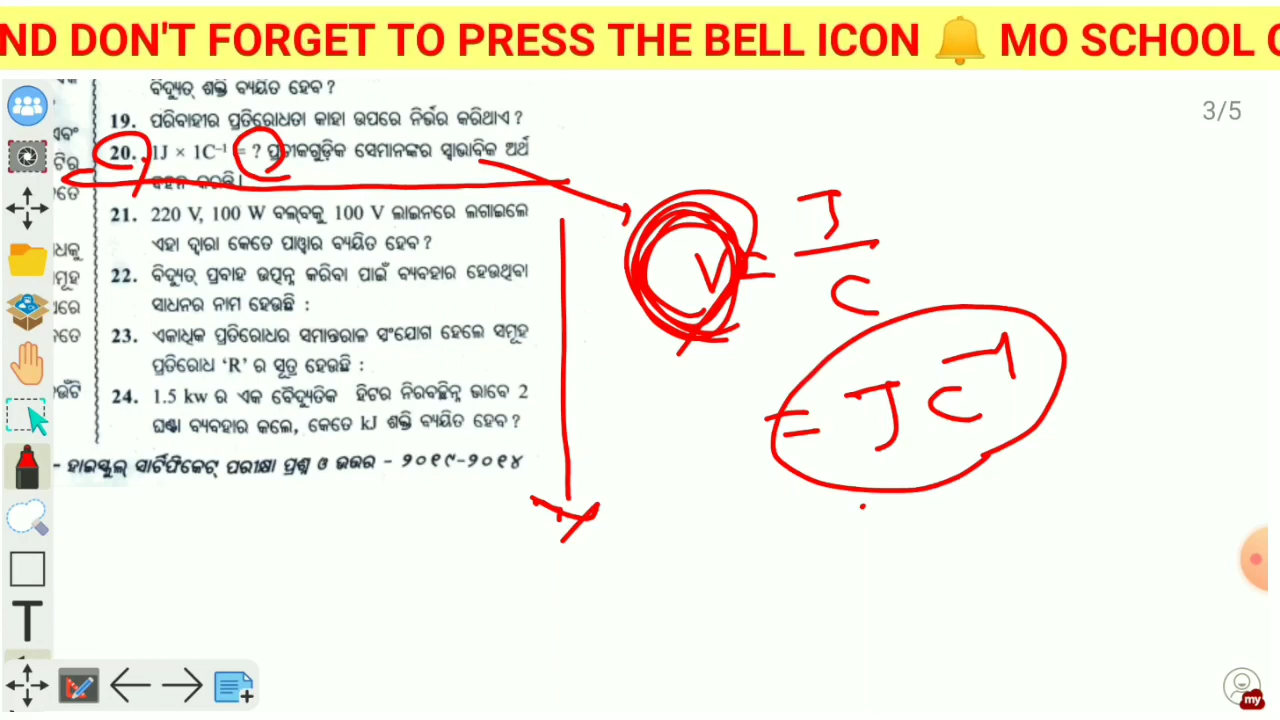 ND DON'T FORGET TO PRESS THE BELL ICON 🔔 MO SCHOOL
3/5
ବିଦ୍ୟୁତ୍ ଶକ୍ତି ବ୍ୟୟିତ ହେବ ?
19. ପରିବାହୀର ପ୍ରତିରୋଧତା କାହା ଉପରେ ନିର୍ଭର କରିଥାଏ ?
20. 1J × 1C⁻¹ = ? ପ୍ରତୀକଗୁଡ଼ିକ ସେମାନଙ୍କର ସ୍ୱାଭାବିକ ଅର୍ଥ
ବହନ କରୁଛି ।
21. 220 V, 100 W ବଲ୍‌ବକୁ 100 V ଲାଇନରେ ଲଗାଇଲେ
ଏହା ଦ୍ୱାରା କେତେ ପାୱାର ବ୍ୟୟିତ ହେବ ?
22. ବିଦ୍ୟୁତ୍ ପ୍ରବାହ ଉତ୍ପନ୍ନ କରିବା ପାଇଁ ବ୍ୟବହାର ହେଉଥିବା
ସାଧନର ନାମ ହେଉଛି :
23. ଏକାଧିକ ପ୍ରତିରୋଧର ସମାନ୍ତରାଳ ସଂଯୋଗ ହେଲେ ସମୂହ
ପ୍ରତିରୋଧ ‘R’ ର ସୂତ୍ର ହେଉଛି :
24. 1.5 kw ର ଏକ ବୈଦ୍ୟୁତିକ ହିଟର ନିରବଚ୍ଛିନ୍ନ ଭାବେ 2
ଘଣ୍ଟା ବ୍ୟବହାର କଲେ, କେତେ kJ ଶକ୍ତି ବ୍ୟୟିତ ହେବ ?
- ହାଇସ୍କୁଲ୍ ସାର୍ଟିଫିକେଟ୍ ପରୀକ୍ଷା ପ୍ରଶ୍ନ ଓ ଉତ୍ତର - ୨୦୧୯-୨୦୧୪
V = J
C
= J C⁻¹
T
my